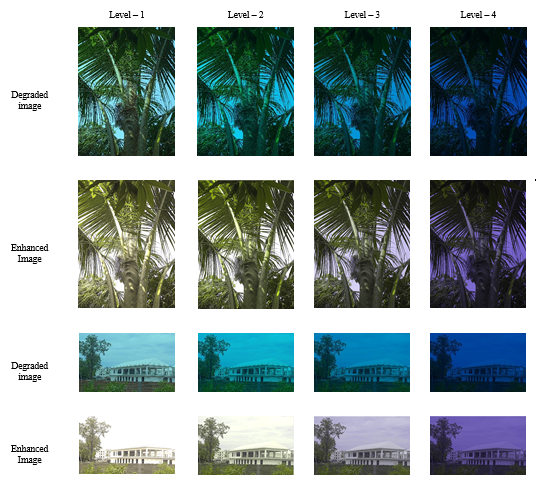 Level – 1
Level – 2
Level – 3
Level – 4
Degraded
image
Enhanced
Image
Degraded
image
Enhanced
Image